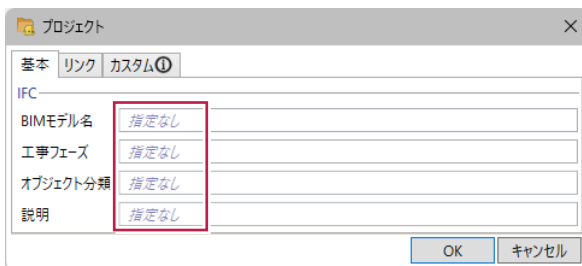 プロジェクト
基本 リンク カスタム
IFC
BIMモデル名 指定なし
工事フェーズ 指定なし
オブジェクト分類 指定なし
説明 指定なし
OK キャンセル